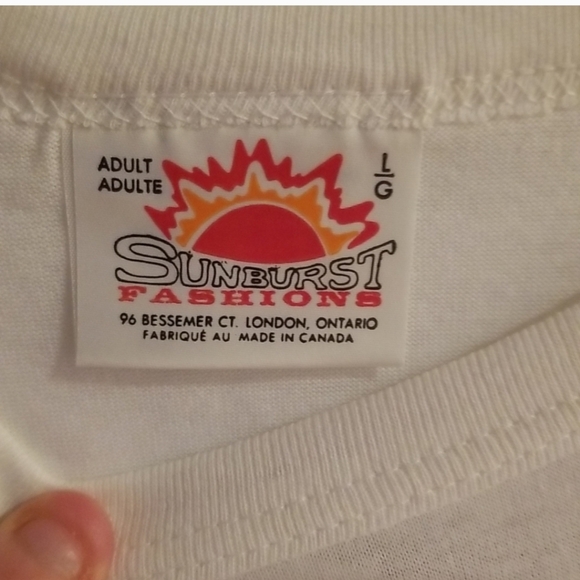 ADULT
ADULTE
L
G
SUNBURST
FASHIONS
96 BESSEMER CT. LONDON, ONTARIO
FABRIQUÉ AU MADE IN CANADA